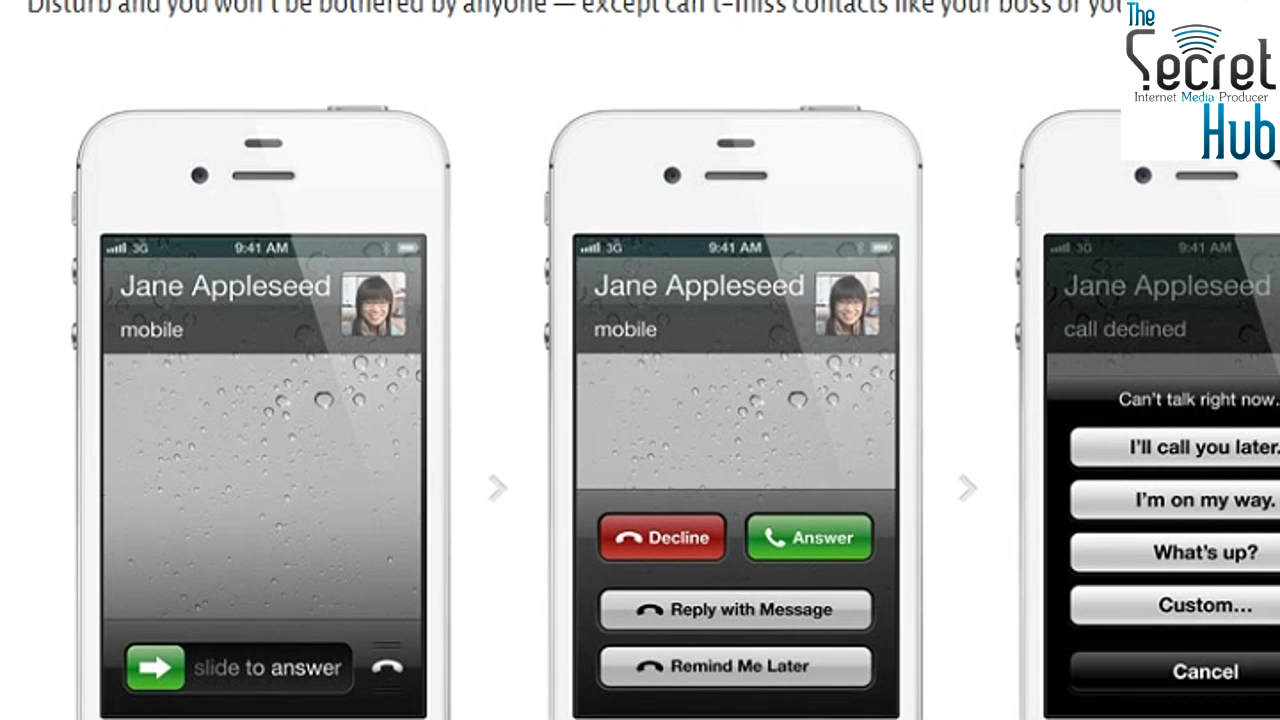 Disturb and you won't be bothered by anyone — except can't-miss contacts like your boss or
The
Secret
Internet Media Producer
Hub
3G 9:41 AM
Jane Appleseed
mobile
slide to answer
3G 9:41 AM
Jane Appleseed
mobile
Decline
Answer
Reply with Message
Remind Me Later
3G 9:41 AM
Jane Appleseed
call declined
Can't talk right now.
I'll call you later.
I'm on my way.
What's up?
Custom...
Cancel